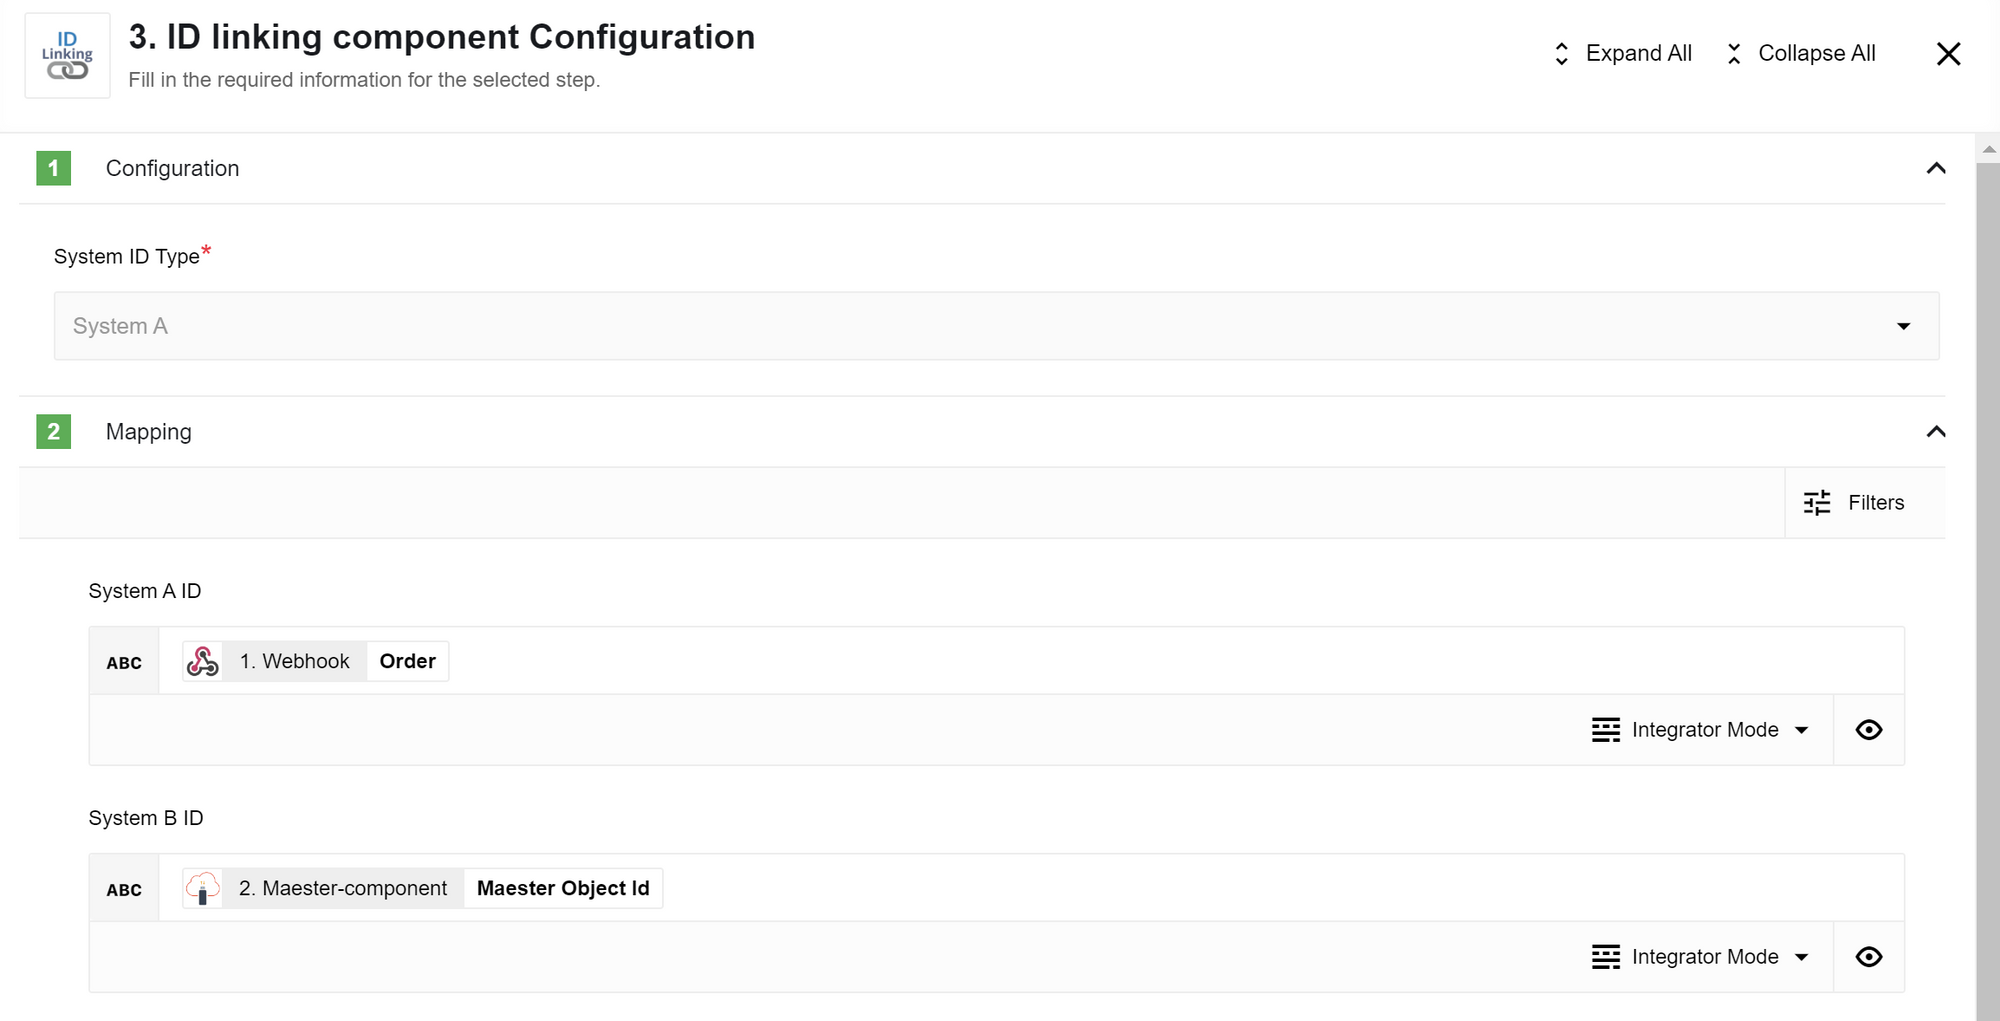 ID
Linking
3. ID linking component Configuration
Fill in the required information for the selected step.
Expand All
Collapse All
1 Configuration
System ID Type*
System A
2 Mapping
Filters
System A ID
ABC 1. Webhook Order
Integrator Mode
System B ID
ABC 2. Maester-component Maester Object Id
Integrator Mode